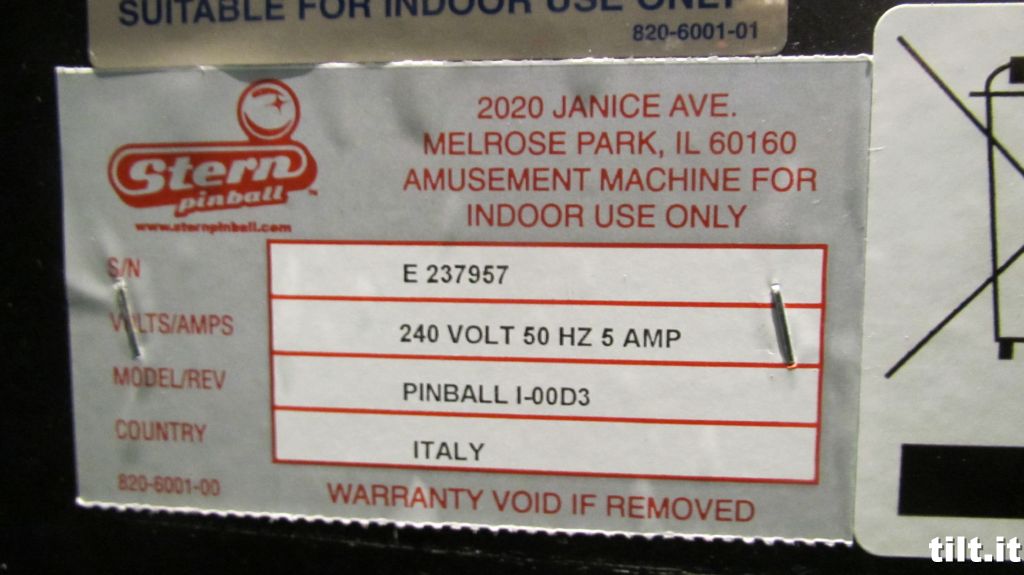 SUITABLE FOR INDOOR USE ONLY
820-6001-01
Stern
pinball
™
www.sternpinball.com
2020 JANICE AVE.
MELROSE PARK, IL 60160
AMUSEMENT MACHINE FOR
INDOOR USE ONLY
S/N E 237957
VOLTS/AMPS 240 VOLT 50 HZ 5 AMP
MODEL/REV PINBALL I-00D3
COUNTRY ITALY
820-6001-00
WARRANTY VOID IF REMOVED
tilt.it